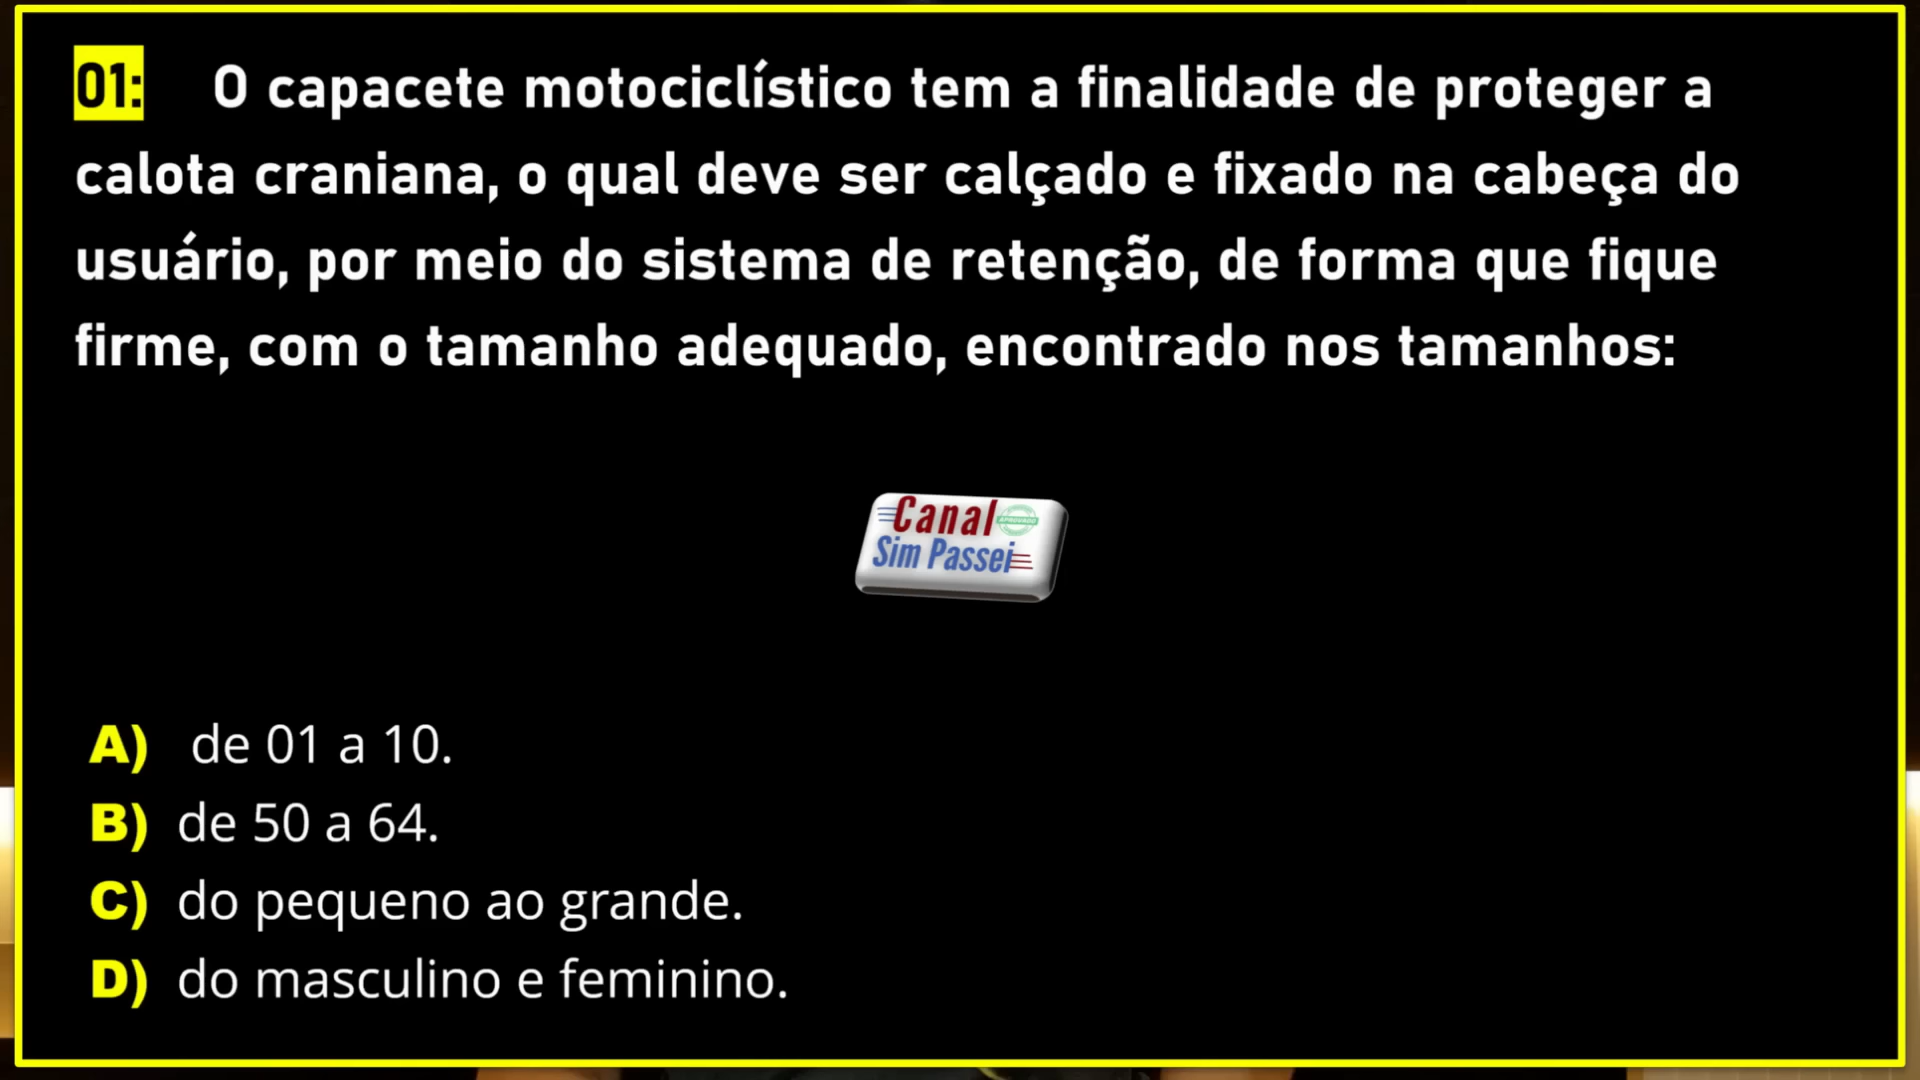 01: O capacete motociclístico tem a finalidade de proteger a
calota craniana, o qual deve ser calçado e fixado na cabeça do
usuário, por meio do sistema de retenção, de forma que fique
firme, com o tamanho adequado, encontrado nos tamanhos:
Canal
APROVADO
Sim Passei
A) de 01 a 10.
B) de 50 a 64.
C) do pequeno ao grande.
D) do masculino e feminino.